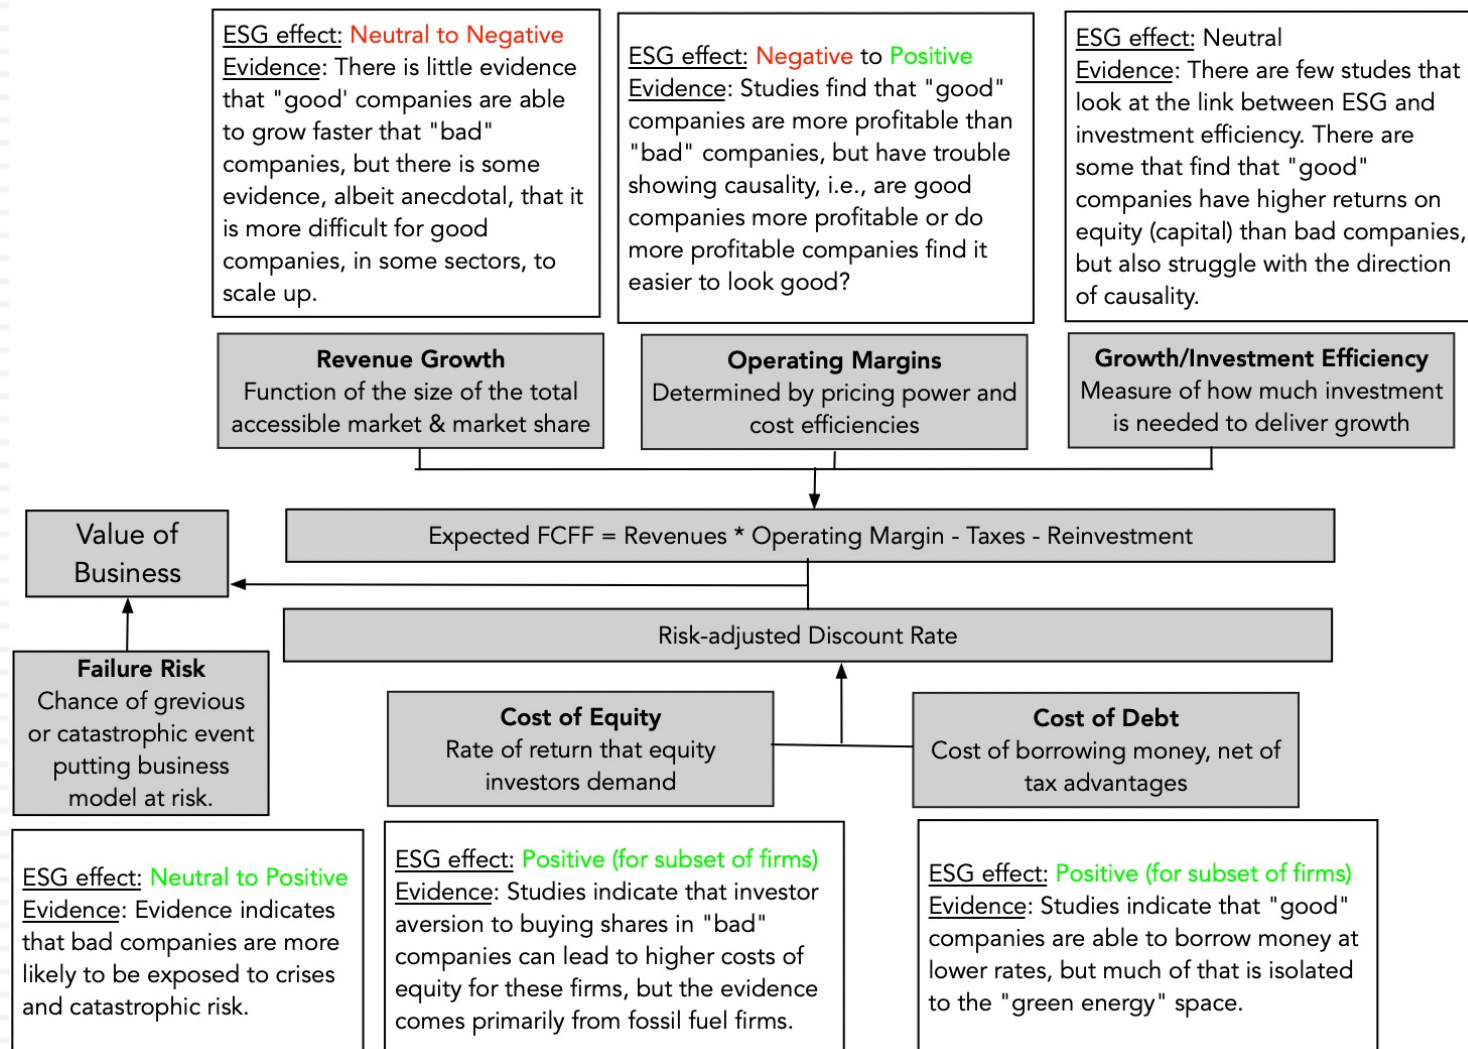 ESG effect: Neutral to Negative
Evidence: There is little evidence
that "good' companies are able
to grow faster that "bad"
companies, but there is some
evidence, albeit anecdotal, that it
is more difficult for good
companies, in some sectors, to
scale up.
ESG effect: Negative to Positive
Evidence: Studies find that "good"
companies are more profitable than
"bad" companies, but have trouble
showing causality, i.e., are good
companies more profitable or do
more profitable companies find it
easier to look good?
ESG effect: Neutral
Evidence: There are few studes that
look at the link between ESG and
investment efficiency. There are
some that find that "good"
companies have higher returns on
equity (capital) than bad companies,
but also struggle with the direction
of causality.
Revenue Growth
Function of the size of the total
accessible market & market share
Operating Margins
Determined by pricing power and
cost efficiencies
Growth/Investment Efficiency
Measure of how much investment
is needed to deliver growth
Value of
Business
Expected FCFF = Revenues * Operating Margin - Taxes - Reinvestment
Risk-adjusted Discount Rate
Failure Risk
Chance of grevious
or catastrophic event
putting business
model at risk.
Cost of Equity
Rate of return that equity
investors demand
Cost of Debt
Cost of borrowing money, net of
tax advantages
ESG effect: Neutral to Positive
Evidence: Evidence indicates
that bad companies are more
likely to be exposed to crises
and catastrophic risk.
ESG effect: Positive (for subset of firms)
Evidence: Studies indicate that investor
aversion to buying shares in "bad"
companies can lead to higher costs of
equity for these firms, but the evidence
comes primarily from fossil fuel firms.
ESG effect: Positive (for subset of firms)
Evidence: Studies indicate that "good"
companies are able to borrow money at
lower rates, but much of that is isolated
to the "green energy" space.